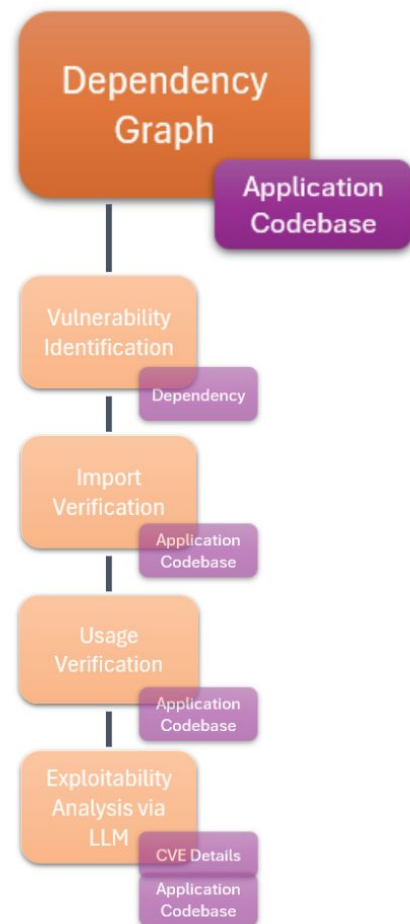 Dependency
Graph
Application
Codebase
Vulnerability
Identification
Dependency
Import
Verification
Application
Codebase
Usage
Verification
Application
Codebase
Exploitability
Analysis via
LLM
CVE Details
Application
Codebase